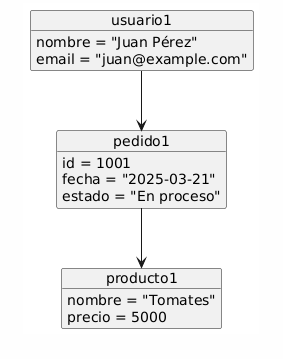 usuario1
nombre = "Juan Pérez"
email = "juan@example.com"
pedido1
id = 1001
fecha = "2025-03-21"
estado = "En proceso"
producto1
nombre = "Tomates"
precio = 5000